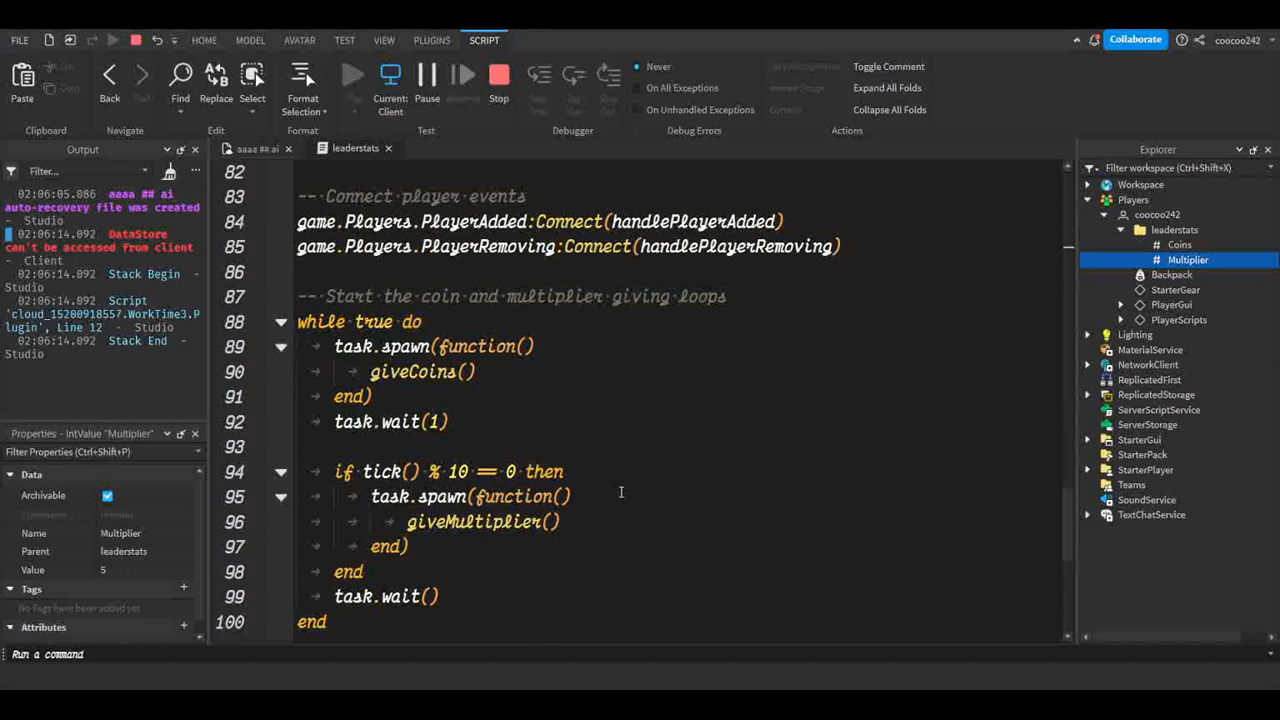 FILE HOME MODEL AVATAR TEST VIEW PLUGINS SCRIPT Collaborate coocoo242
Never Toggle Comment
On All Exceptions Expand All Folds
On Unhandled Exceptions Collapse All Folds
Paste Back Find Replace Select Format Selection Current: Client Pause Stop
Clipboard Navigate Edit Format Test Debugger Debug Errors Actions
Output
Filter...
02:06:05.086 aaaa ## ai
auto-recovery file was created
- Studio
02:06:14.092 DataStore
can't be accessed from client
- Client
02:06:14.092 Stack Begin -
Studio
02:06:14.092 Script
'cloud_15200918557.WorkTime3.P
lugin', Line 12 - Studio
02:06:14.092 Stack End -
Studio
Properties - IntValue "Multiplier"
Filter Properties (Ctrl+Shift+P)
Data
Archivable
Name Multiplier
Parent leaderstats
Value 5
Tags
No Tags have been added yet
Attributes
aaaa ## ai leaderstats
82
83 -- Connect player events
84 game.Players.PlayerAdded:Connect(handlePlayerAdded)
85 game.Players.PlayerRemoving:Connect(handlePlayerRemoving)
86
87 -- Start the coin and multiplier giving loops
88 while true do
89 task.spawn(function()
90 giveCoins()
91 end)
92 task.wait(1)
93
94 if tick() % 10 == 0 then
95 task.spawn(function()
96 giveMultiplier()
97 end)
98 end
99 task.wait()
100 end
Explorer
Filter workspace (Ctrl+Shift+X)
Workspace
Players
coocoo242
leaderstats
# Coins
# Multiplier
Backpack
StarterGear
PlayerGui
PlayerScripts
Lighting
MaterialService
NetworkClient
ReplicatedFirst
ReplicatedStorage
ServerScriptService
ServerStorage
StarterGui
StarterPack
StarterPlayer
Teams
SoundService
TextChatService
Run a command